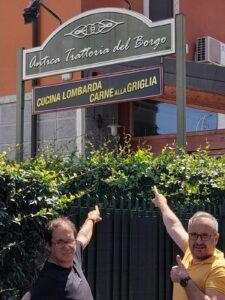 Antica Trattoria del Borgo
CUCINA LOMBARDA
CARNE ALLA GRIGLIA